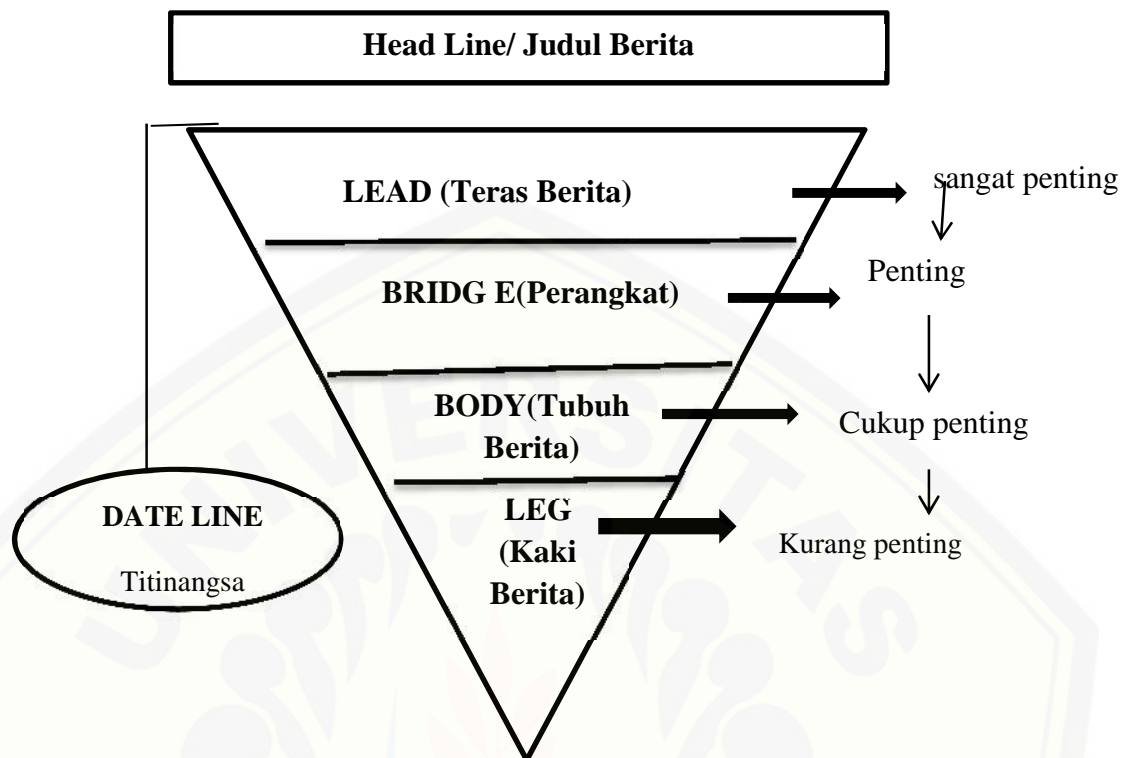 Head Line/ Judul Berita
LEAD (Teras Berita)
sangat penting
BRIDG E(Perangkat)
Penting
BODY(Tubuh
Berita)
Cukup penting
LEG
(Kaki
Berita)
Kurang penting
DATE LINE
Titinangsa
UNIVERSITAS